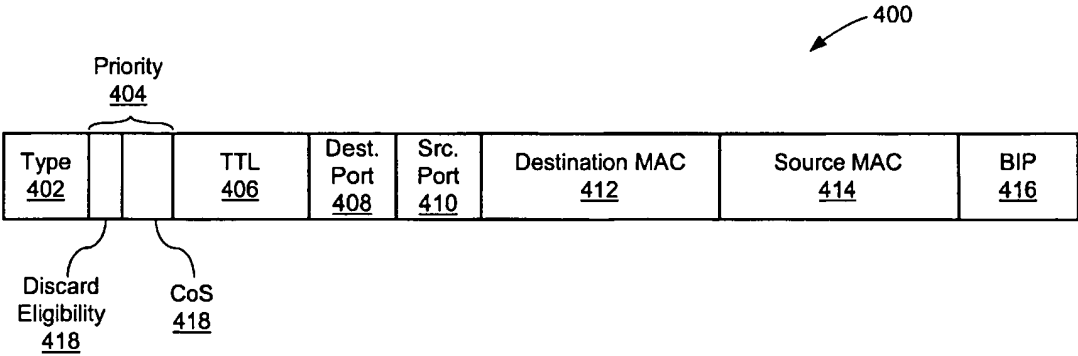 400
Priority
404
Type
402
TTL
406
Dest.
Port
408
Src.
Port
410
Destination MAC
412
Source MAC
414
BIP
416
Discard
Eligibility
418
CoS
418